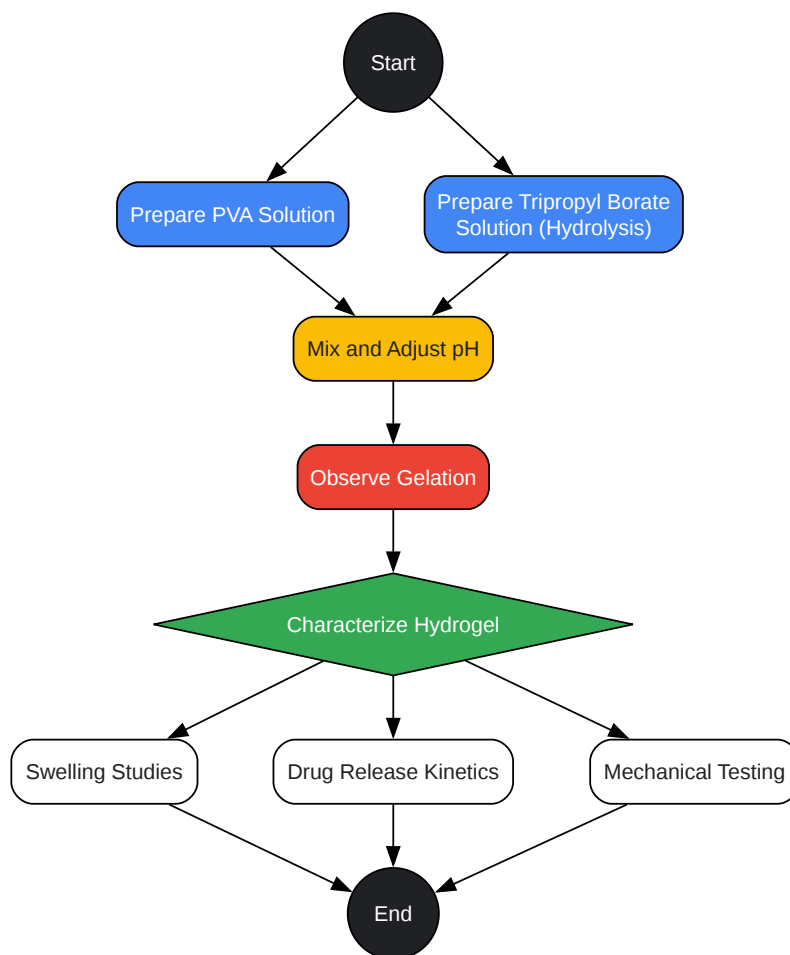 Start
Prepare PVA Solution
Prepare Tripropyl Borate
Solution (Hydrolysis)
Mix and Adjust pH
Observe Gelation
Characterize Hydrogel
Swelling Studies
Drug Release Kinetics
Mechanical Testing
End